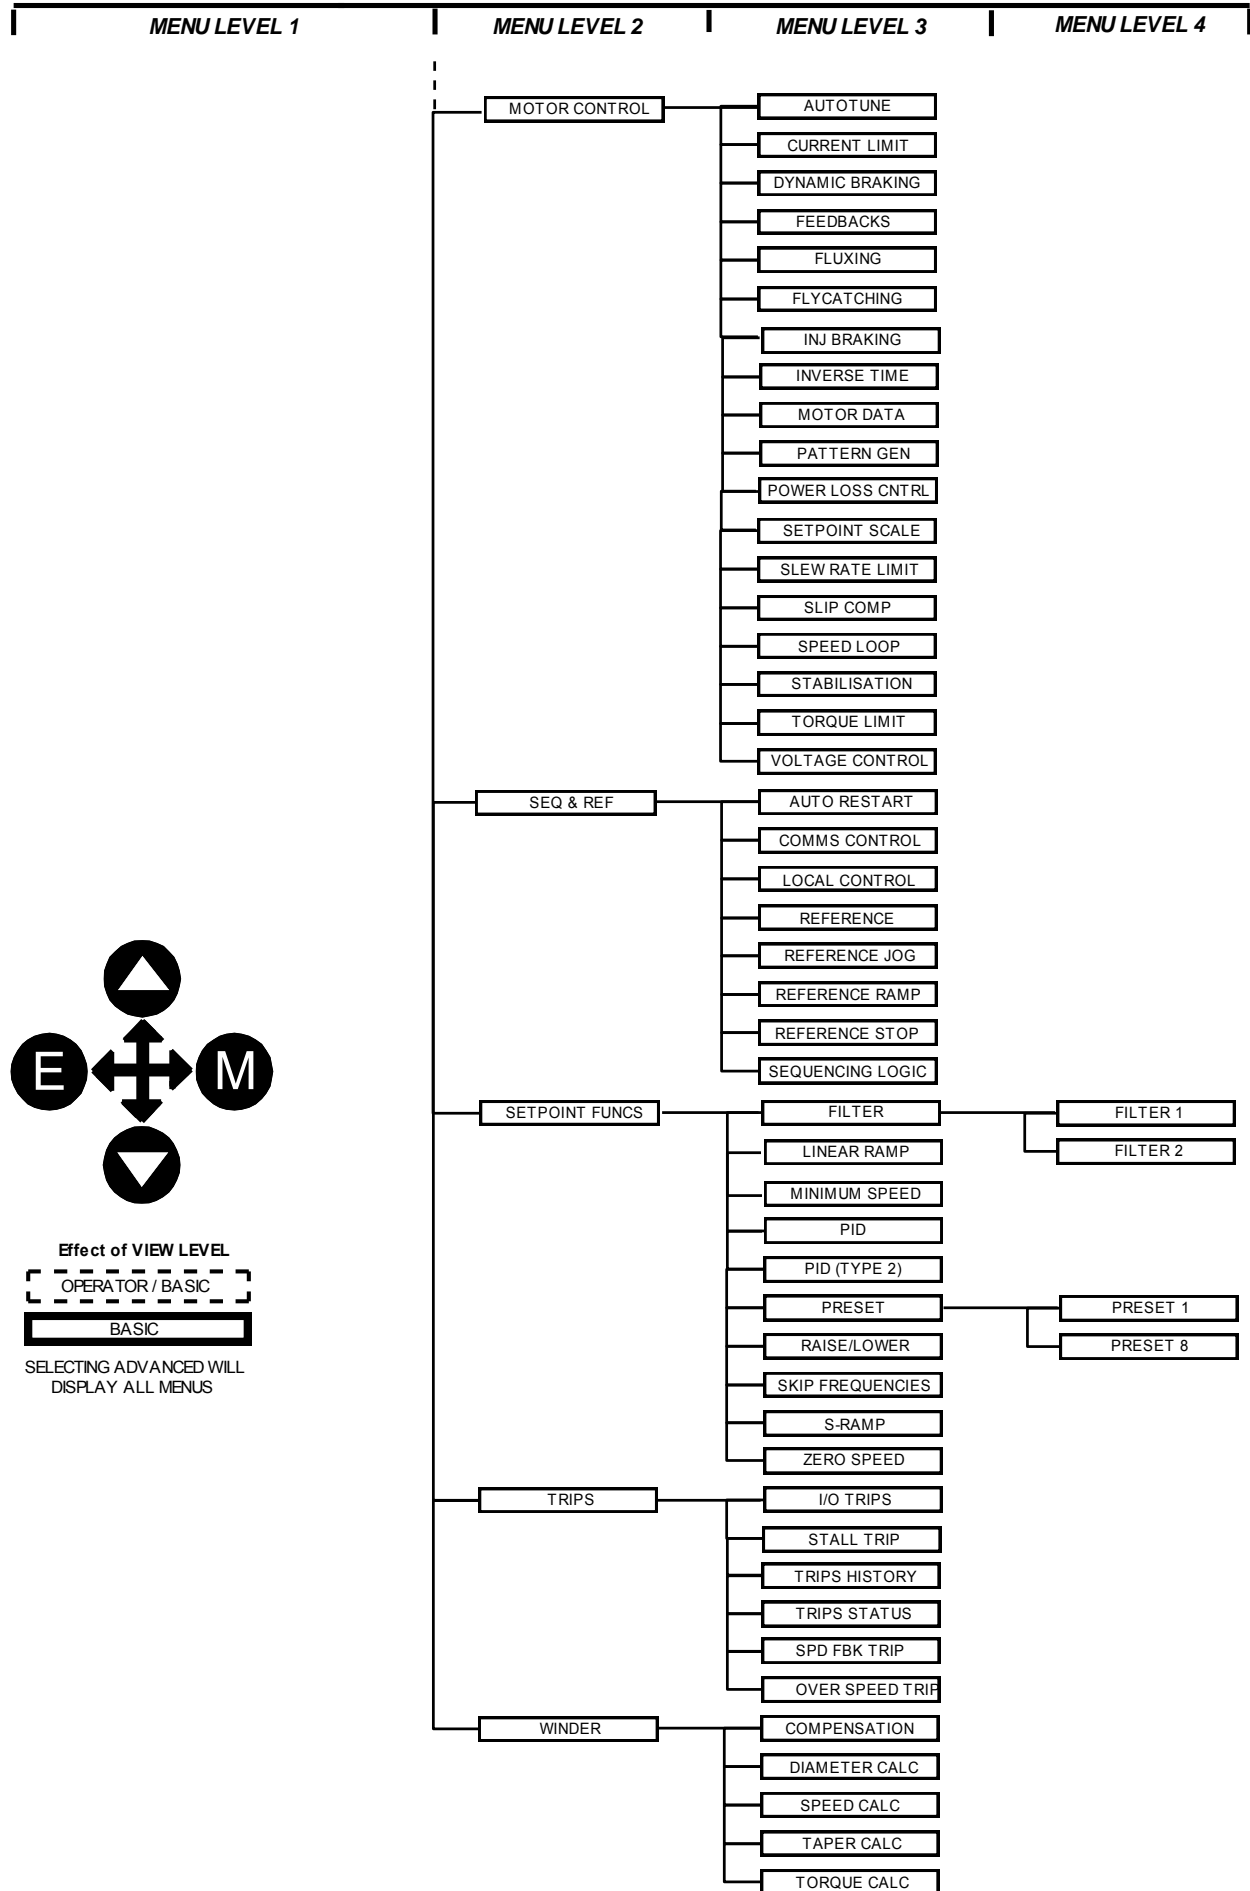 MENU LEVEL 1
MENU LEVEL 2
MENU LEVEL 3
MENU LEVEL 4
MOTOR CONTROL
AUTOTUNE
CURRENT LIMIT
DYNAMIC BRAKING
FEEDBACKS
FLUXING
FLYCATCHING
INJ BRAKING
INVERSE TIME
MOTOR DATA
PATTERN GEN
POWER LOSS CNTRL
SETPOINT SCALE
SLEW RATE LIMIT
SLIP COMP
SPEED LOOP
STABILISATION
TORQUE LIMIT
VOLTAGE CONTROL
SEQ & REF
AUTO RESTART
COMMS CONTROL
LOCAL CONTROL
REFERENCE
REFERENCE JOG
REFERENCE RAMP
REFERENCE STOP
SEQUENCING LOGIC
SETPOINT FUNCS
FILTER
FILTER 1
FILTER 2
LINEAR RAMP
MINIMUM SPEED
PID
PID (TYPE 2)
PRESET
PRESET 1
PRESET 8
RAISE/LOWER
SKIP FREQUENCIES
S-RAMP
ZERO SPEED
TRIPS
I/O TRIPS
STALL TRIP
TRIPS HISTORY
TRIPS STATUS
SPD FBK TRIP
OVER SPEED TRIP
WINDER
COMPENSATION
DIAMETER CALC
SPEED CALC
TAPER CALC
TORQUE CALC
E
M
Effect of VIEW LEVEL
OPERATOR / BASIC
BASIC
SELECTING ADVANCED WILL
DISPLAY ALL MENUS